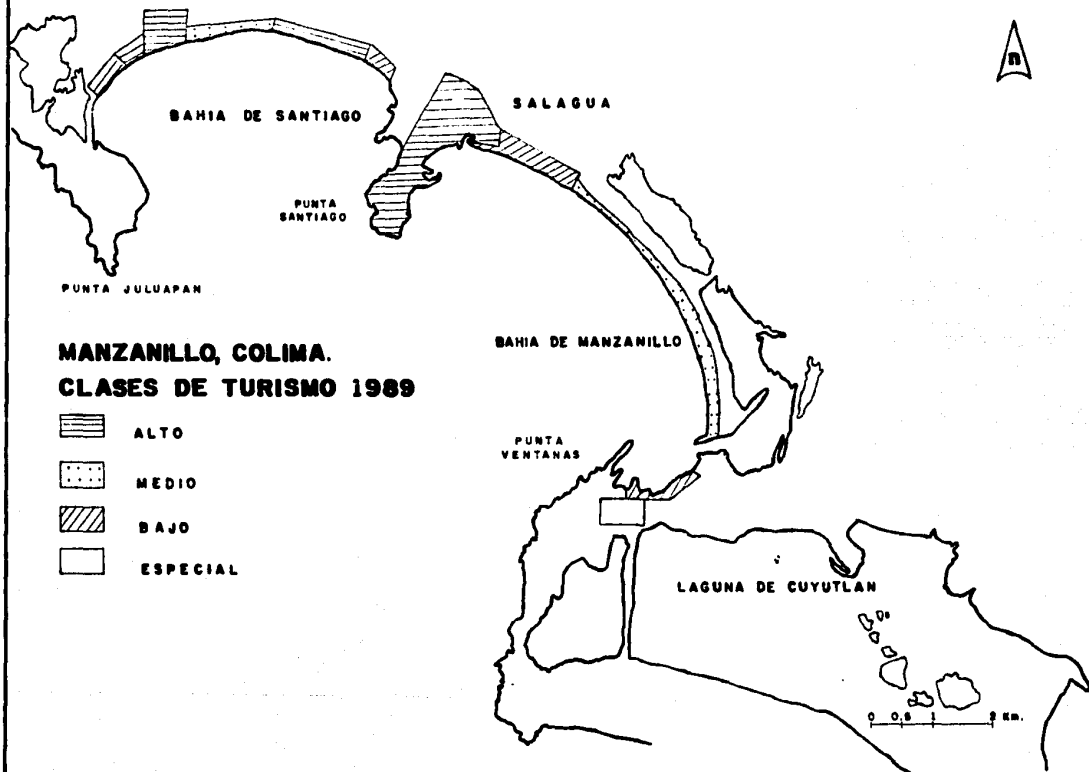 n
BAHIA DE SANTIAGO
SALAGUA
PUNTA
SANTIAGO
PUNTA JULUAPAN
MANZANILLO, COLIMA.
CLASES DE TURISMO 1989
ALTO
MEDIO
BAJO
ESPECIAL
BAHIA DE MANZANILLO
PUNTA
VENTANAS
LAGUNA DE CUYUTLAN
0 0.5 1 2 Km.